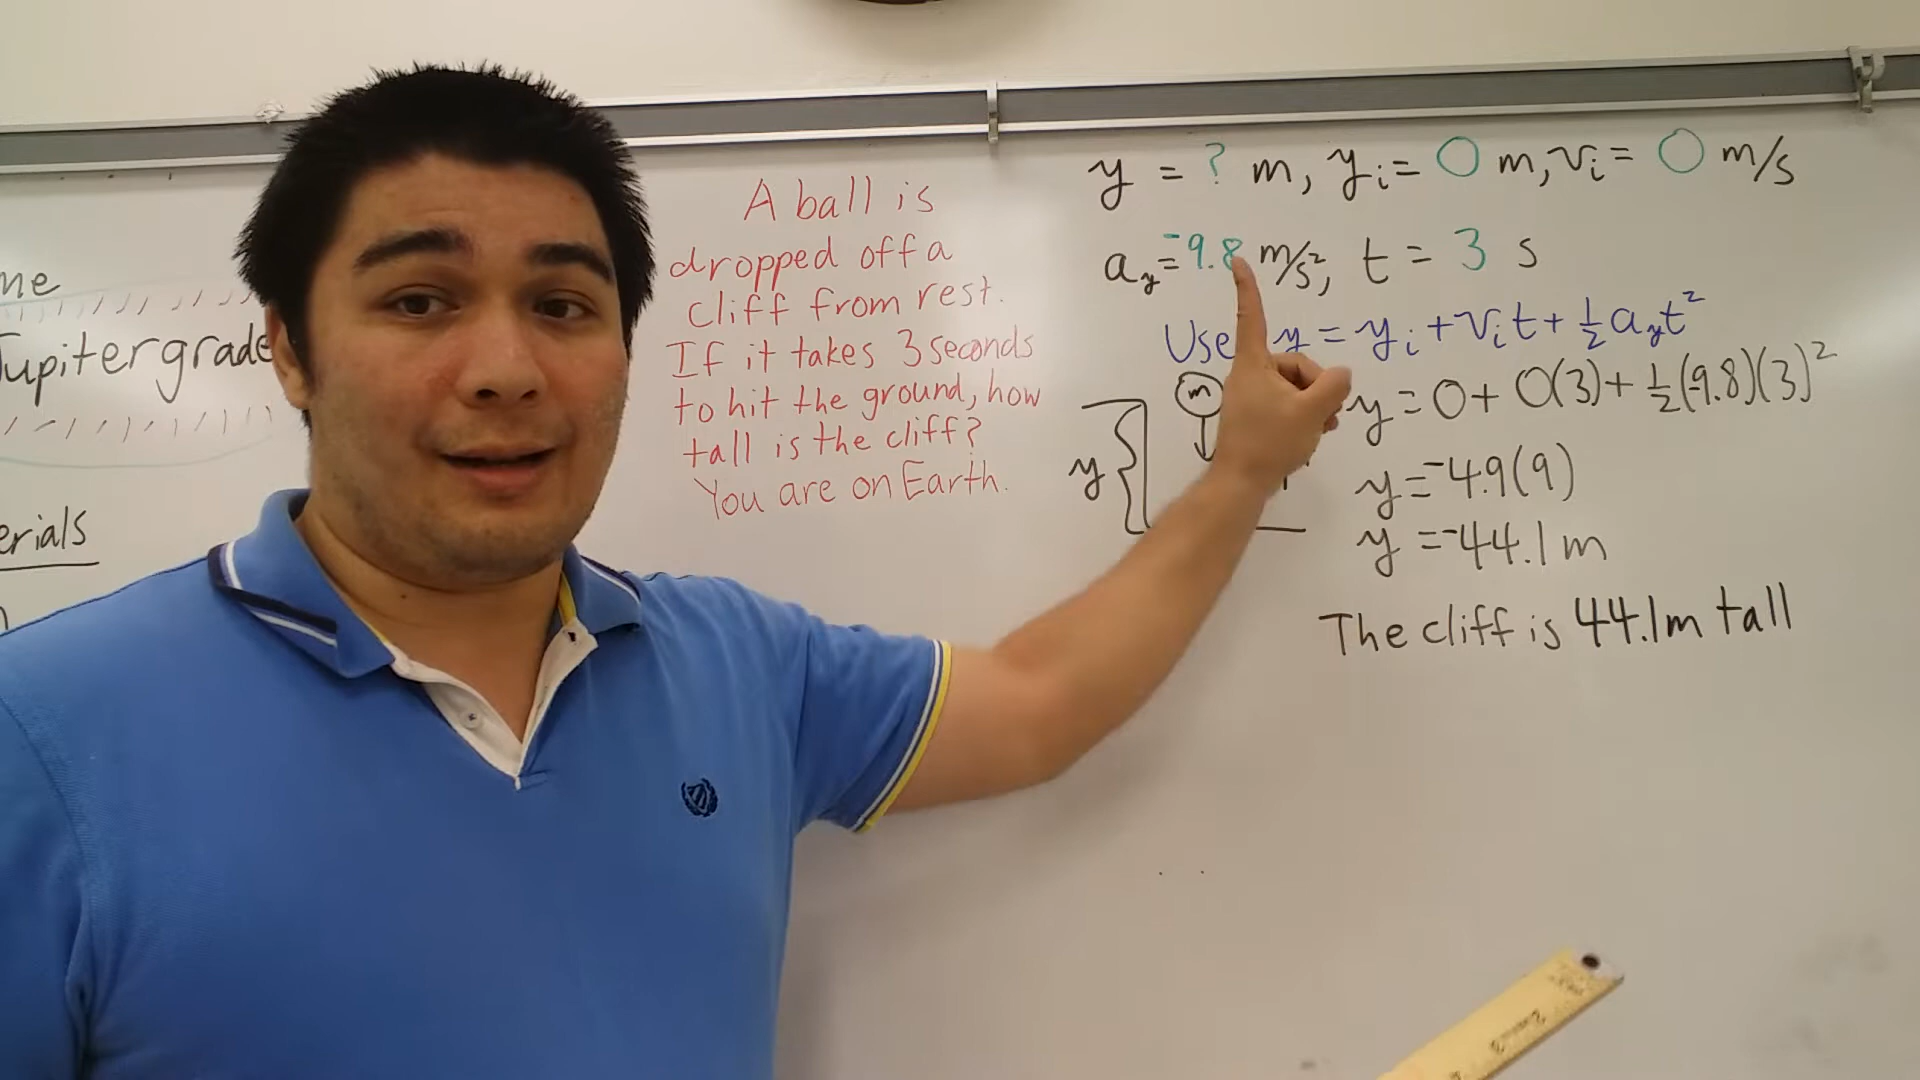 me
Jupitergrade
erials
A ball is
dropped off a
cliff from rest.
If it takes 3 seconds
to hit the ground, how
tall is the cliff?
You are on Earth.
y = ? m, yᵢ = 0 m, vᵢ = 0 m/s
aᵧ = -9.8 m/s², t = 3 s
Use y = yᵢ + vᵢt + ½aᵧt²
m
y
y = 0 + 0(3) + ½(-9.8)(3)²
y = -4.9(9)
y = -44.1 m
The cliff is 44.1m tall